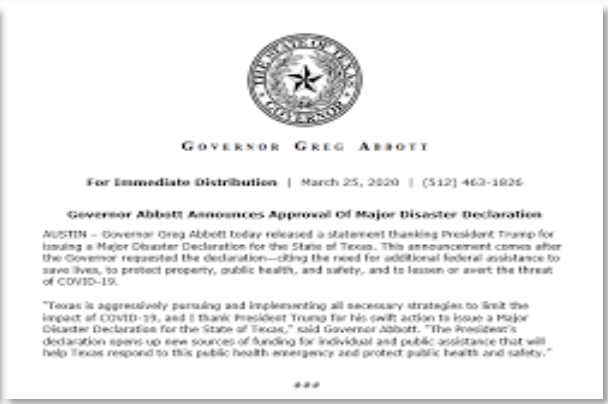 THE STATE OF TEXAS
GOVERNOR
GOVERNOR GREG ABBOTT
For Immediate Distribution | March 25, 2020 | (512) 463-1826
Governor Abbott Announces Approval Of Major Disaster Declaration
AUSTIN – Governor Greg Abbott today released a statement thanking President Trump for
issuing a Major Disaster Declaration for the State of Texas. This announcement comes after
the Governor requested the declaration—citing the need for additional federal assistance to
save lives, to protect property, public health, and safety, and to lessen or avert the threat
of COVID-19.
"Texas is aggressively pursuing and implementing all necessary strategies to limit the
impact of COVID-19, and I thank President Trump for his swift action to issue a Major
Disaster Declaration for the State of Texas," said Governor Abbott. "The President's
declaration opens up new sources of funding for individual and public assistance that will
help Texas respond to this public health emergency and protect public health and safety."
###